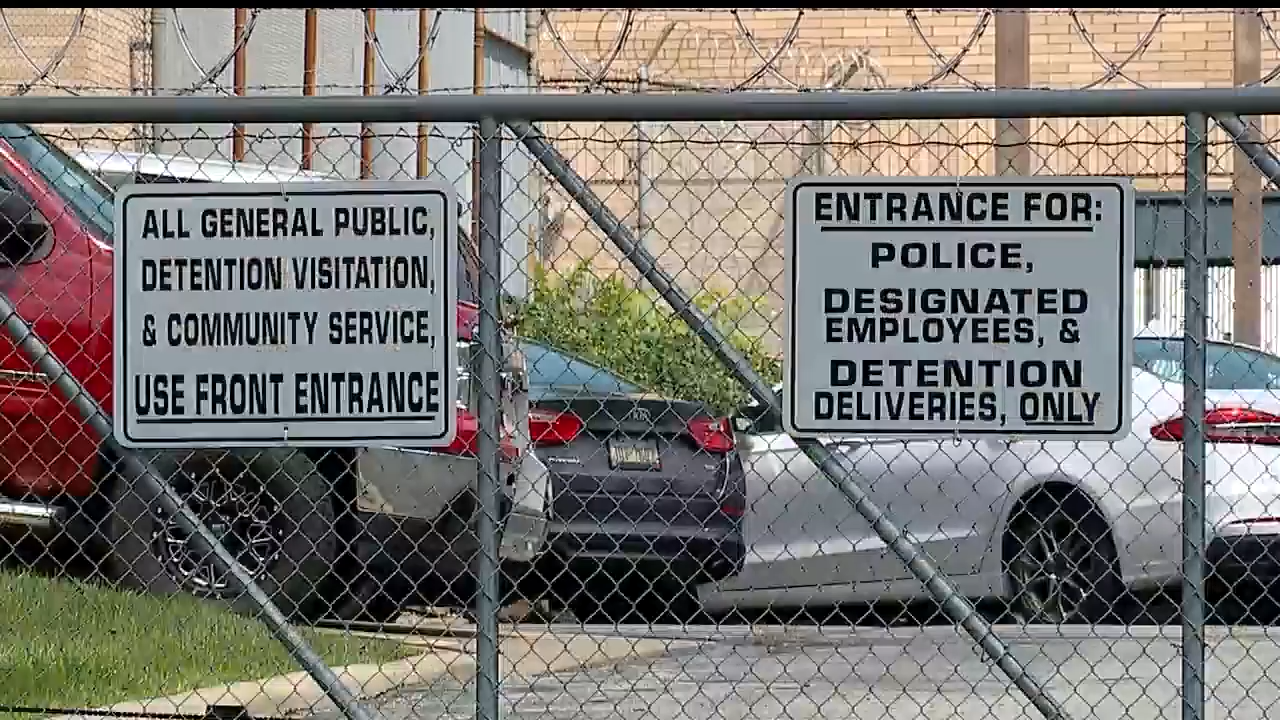 ALL GENERAL PUBLIC,
DETENTION VISITATION,
& COMMUNITY SERVICE,
USE FRONT ENTRANCE
ENTRANCE FOR:
POLICE,
DESIGNATED
EMPLOYEES, &
DETENTION
DELIVERIES, ONLY